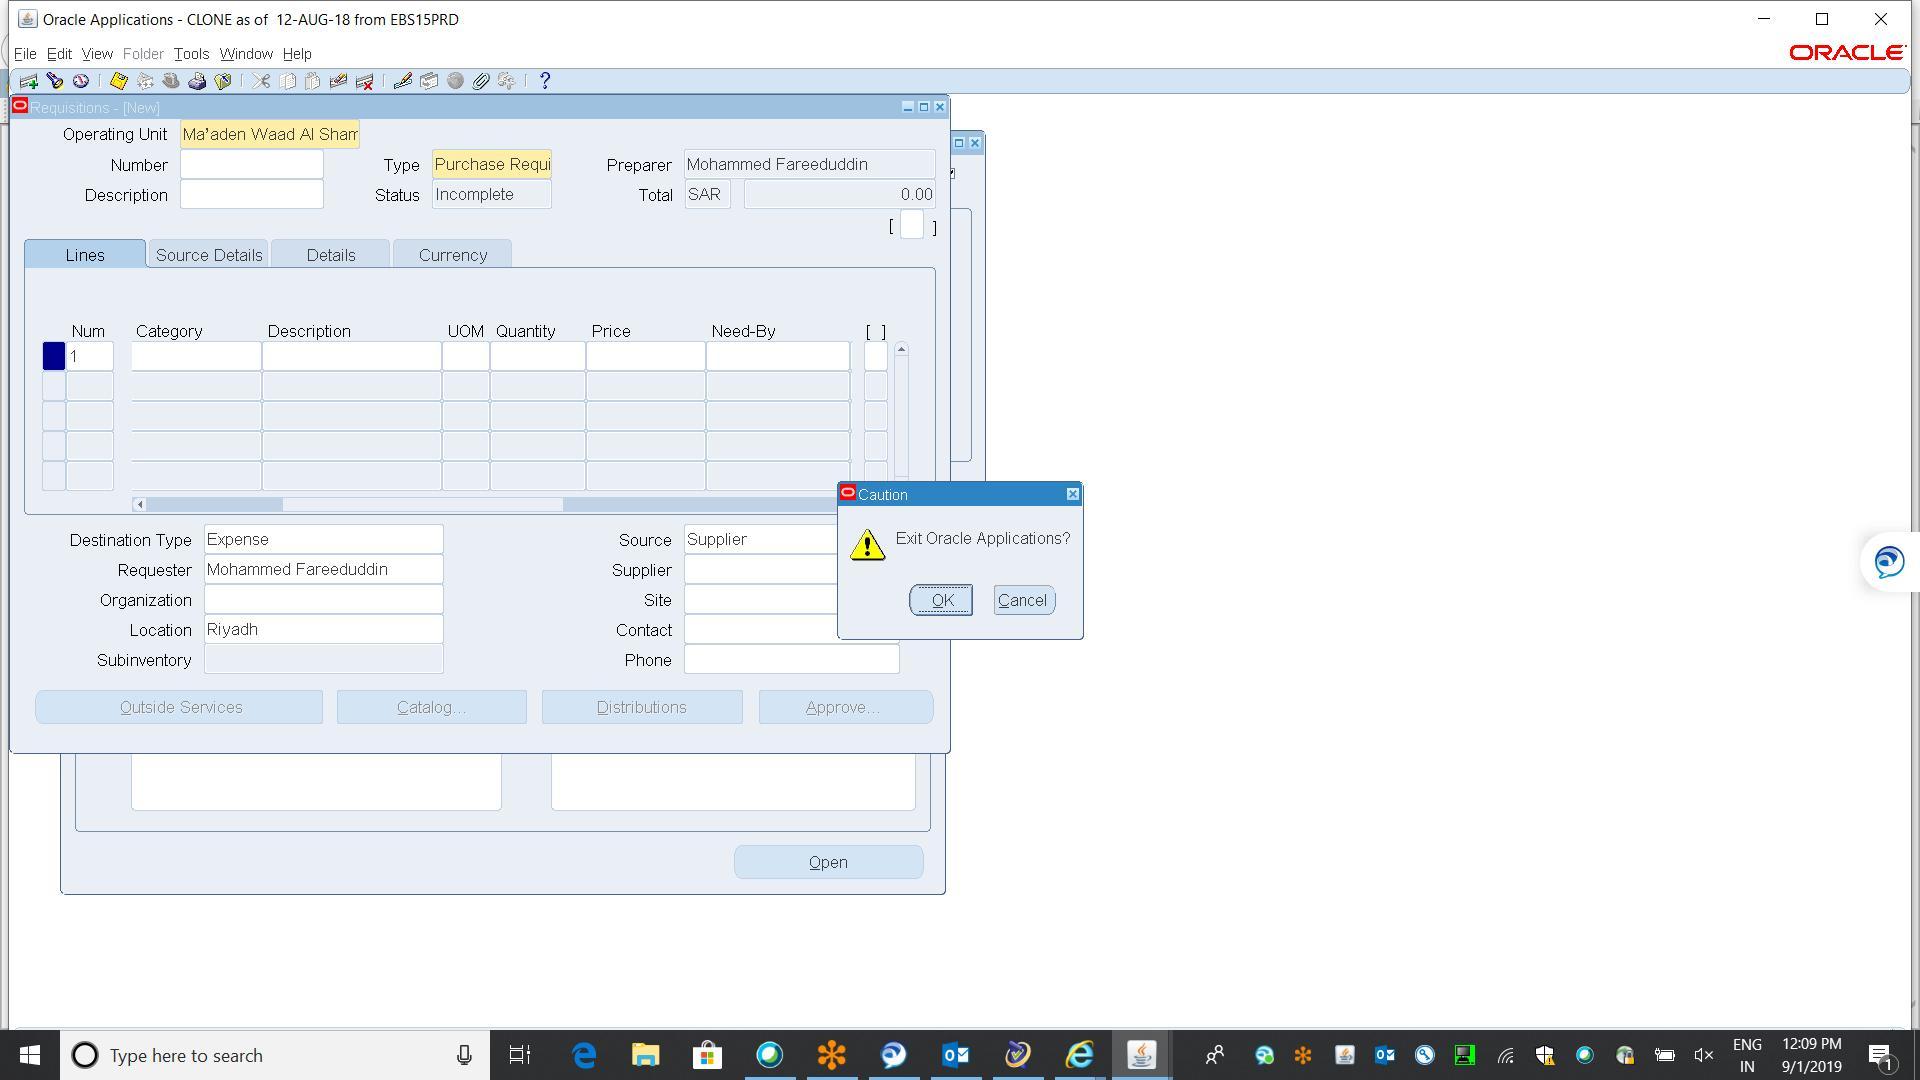 Oracle Applications - CLONE as of 12-AUG-18 from EBS15PRD
File Edit View Folder Tools Window Help
ORACLE
Requisitions - [New]
Operating Unit Ma'aden Waad Al Sham
Number Type Purchase Requi Preparer Mohammed Fareeduddin
Description Status Incomplete Total SAR 0.00
[ ]
Lines Source Details Details Currency
Num Category Description UOM Quantity Price Need-By [ ]
1
Caution
Exit Oracle Applications?
OK Cancel
Destination Type Expense Source Supplier
Requester Mohammed Fareeduddin Supplier
Organization Site
Location Riyadh Contact
Subinventory Phone
Outside Services Catalog... Distributions Approve...
Open
Type here to search
ENG
IN
12:09 PM
9/1/2019
1